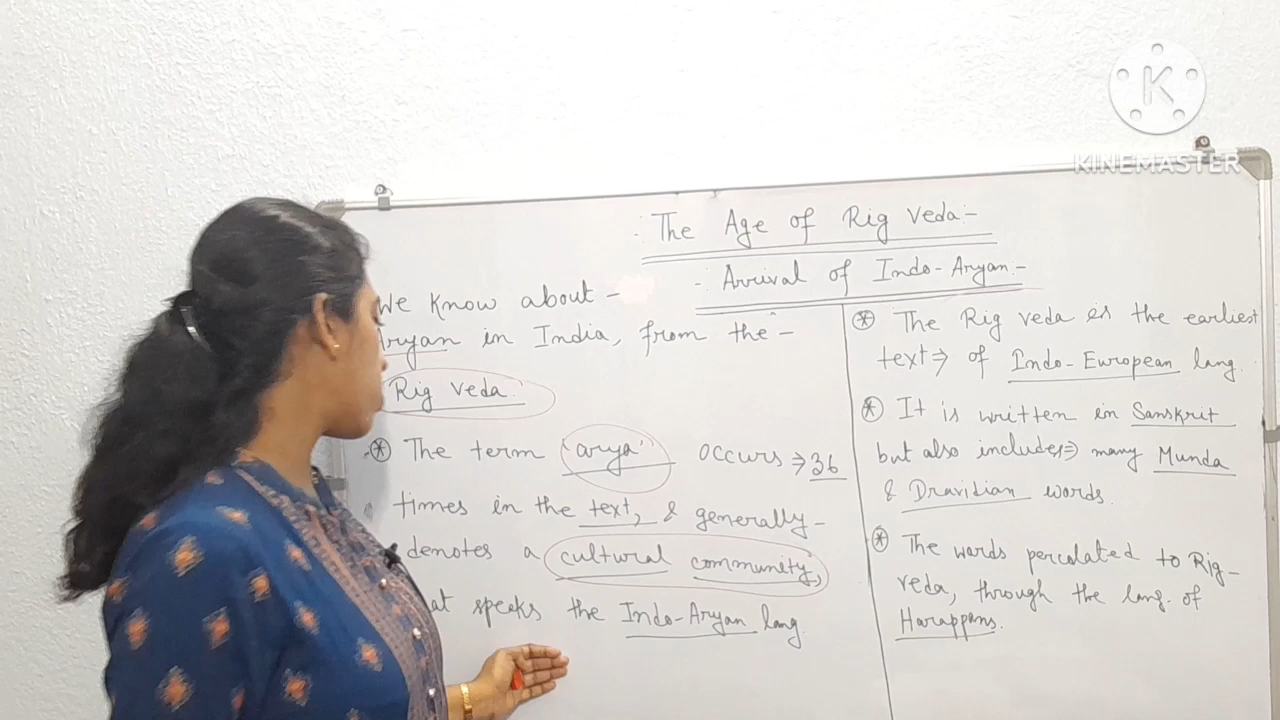 The Age of Rig Veda:-
Arrival of Indo-Aryan-
We know about -
Aryan in India, from the -
Rig Veda.
* The term 'arya' occurs ⇒ 36
times in the text, & generally-
denotes a cultural community,
at speaks the Indo-Aryan lang
* The Rig veda is the earliest
text ⇒ of Indo-European lang.
* It is written in Sanskrit
but also includes ⇒ many Munda
& Dravidian words.
* The words percolated to Rig-
veda, through the lang. of
Harappans.
K
KINEMASTER